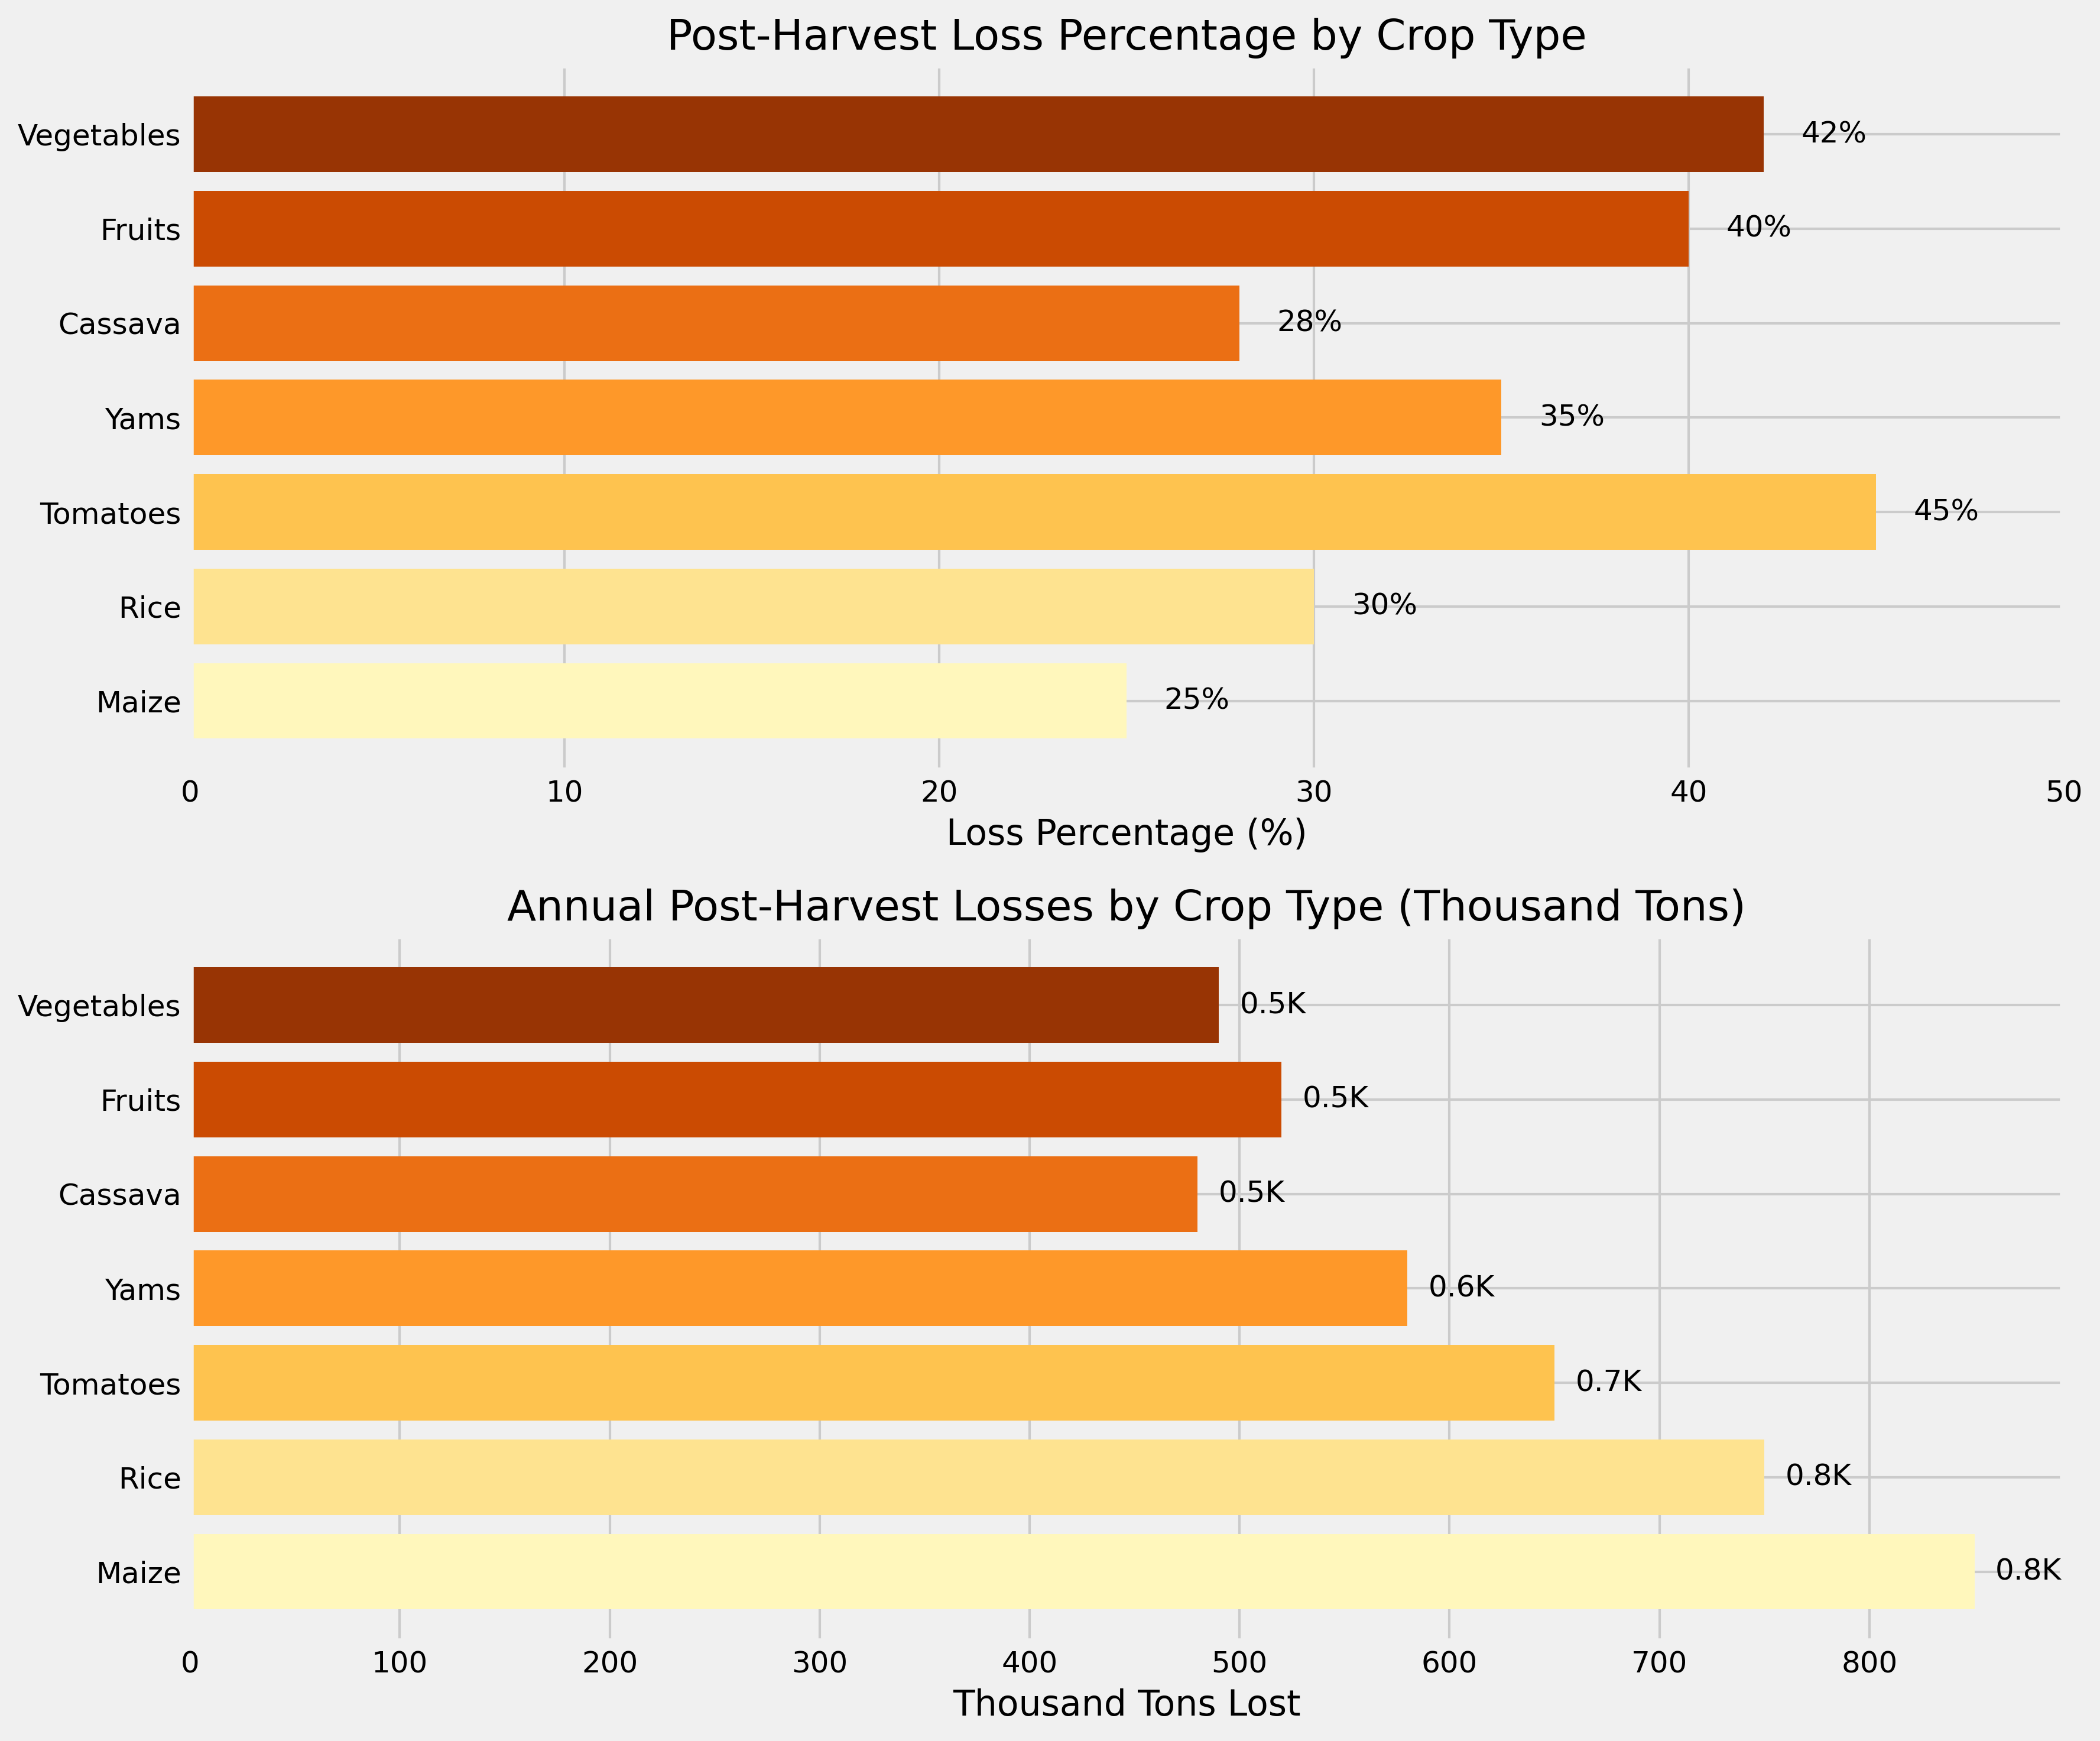 Post-Harvest Loss Percentage by Crop Type
Vegetables 42%
Fruits 40%
Cassava 28%
Yams 35%
Tomatoes 45%
Rice 30%
Maize 25%
0 10 20 30 40 50
Loss Percentage (%)
Annual Post-Harvest Losses by Crop Type (Thousand Tons)
Vegetables 0.5K
Fruits 0.5K
Cassava 0.5K
Yams 0.6K
Tomatoes 0.7K
Rice 0.8K
Maize 0.8K
0 100 200 300 400 500 600 700 800
Thousand Tons Lost